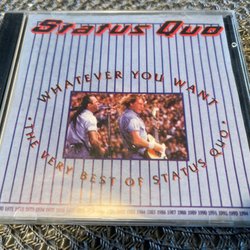 Status Quo
WHATEVER YOU WANT
• THE VERY BEST OF STATUS QUO •